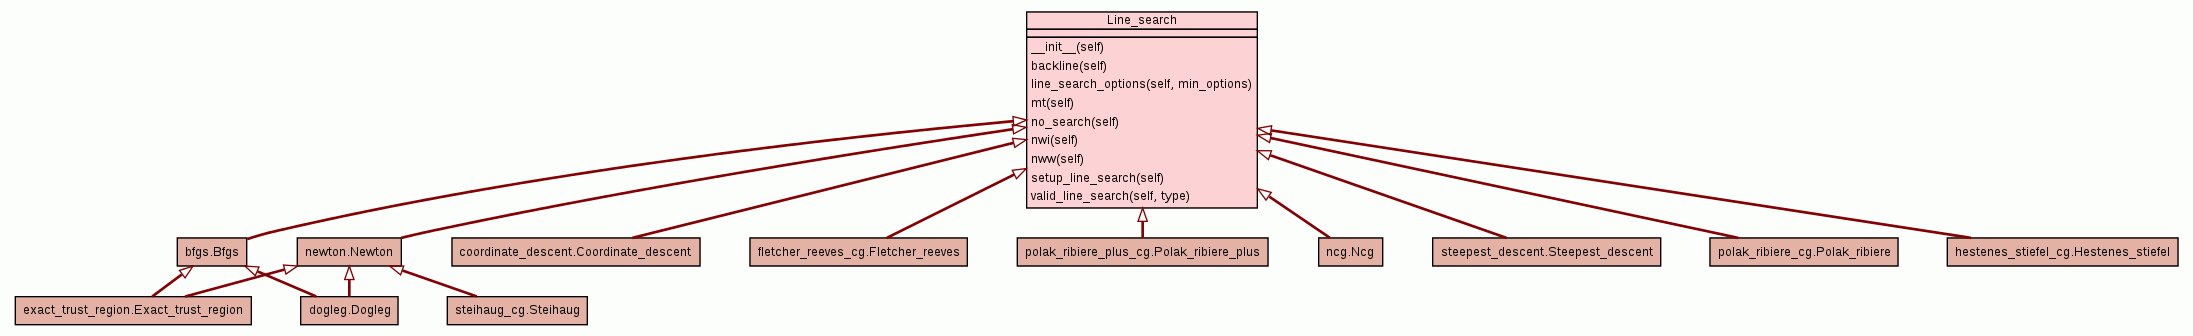 Line_search
__init__(self)
backline(self)
line_search_options(self, min_options)
mt(self)
no_search(self)
nwi(self)
nww(self)
setup_line_search(self)
valid_line_search(self, type)
bfgs.Bfgs
newton.Newton
coordinate_descent.Coordinate_descent
fletcher_reeves_cg.Fletcher_reeves
polak_ribiere_plus_cg.Polak_ribiere_plus
ncg.Ncg
steepest_descent.Steepest_descent
polak_ribiere_cg.Polak_ribiere
hestenes_stiefel_cg.Hestenes_stiefel
exact_trust_region.Exact_trust_region
dogleg.Dogleg
steihaug_cg.Steihaug